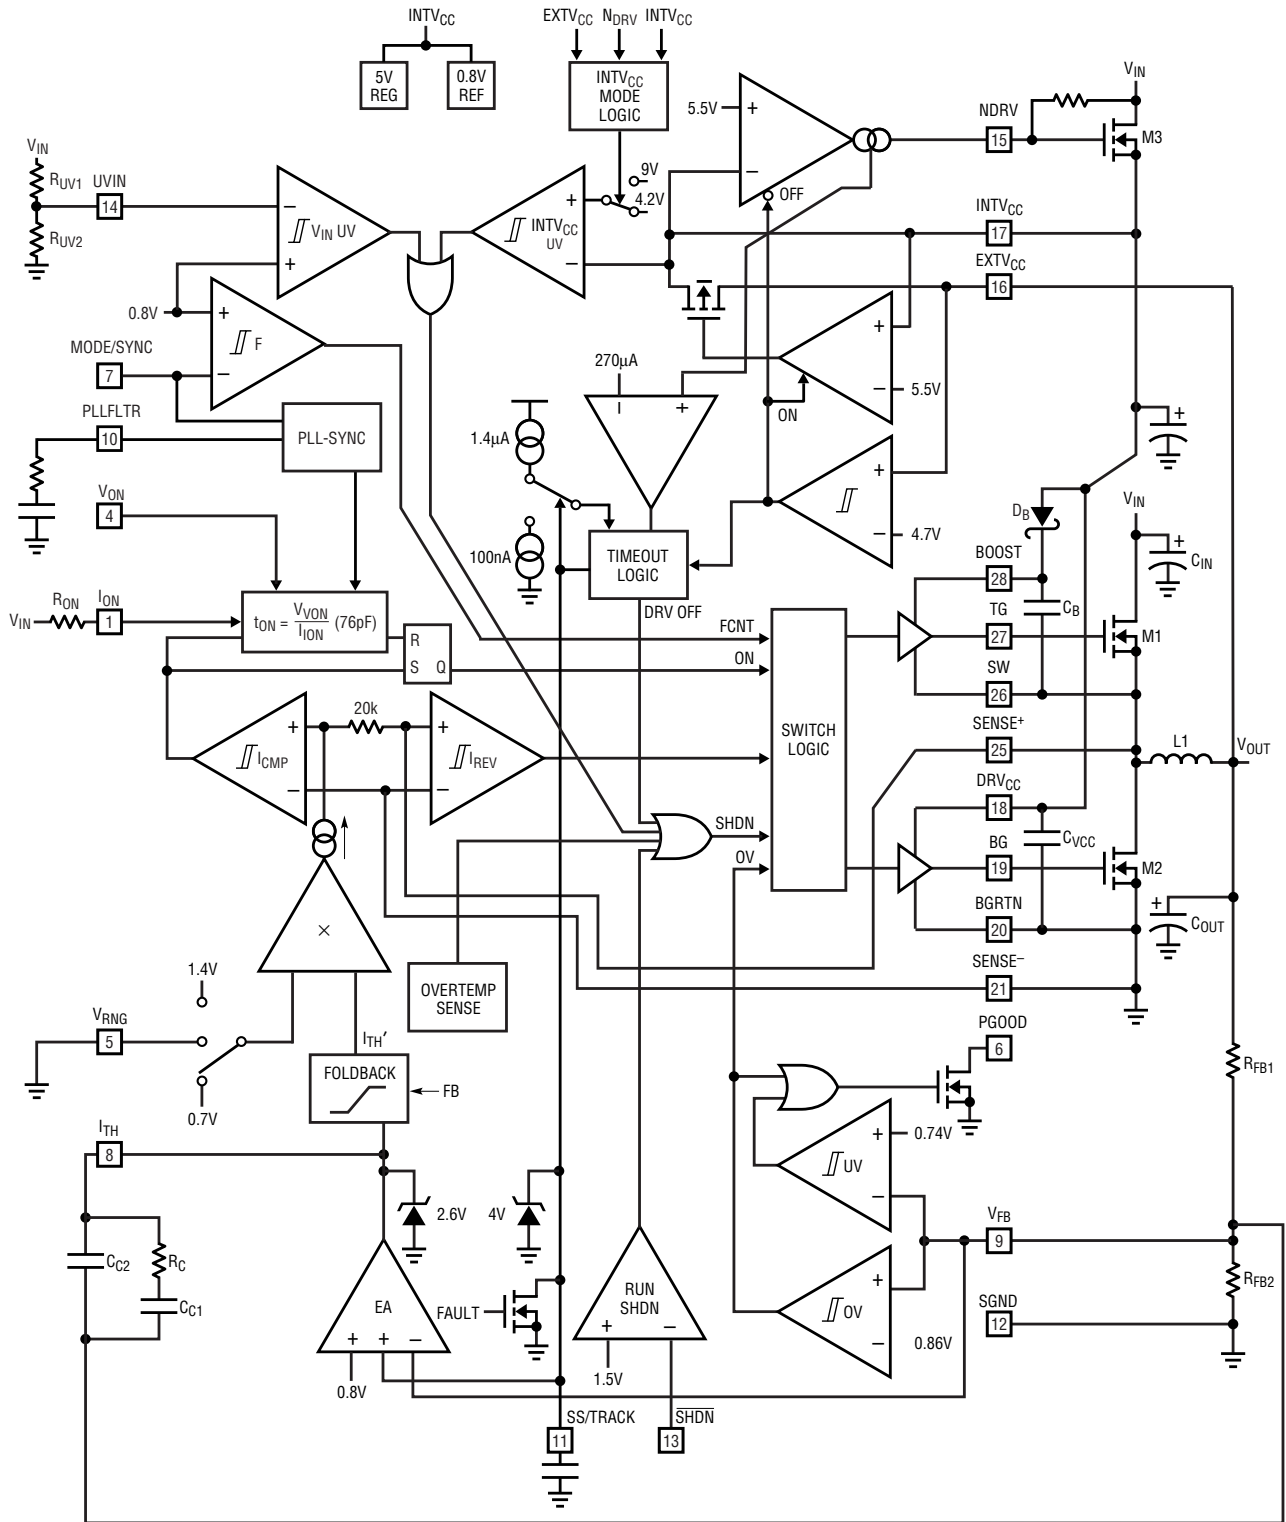 INTVCC
5V
REG
0.8V
REF
EXTVCC NDRV INTVCC
INTVCC
MODE
LOGIC
9V
4.2V
5.5V
+
−
OFF
VIN
NDRV
15
M3
VIN
RUV1
RUV2
UVIN
14
−
+
VIN UV
+
−
INTVCC
UV
INTVCC
17
EXTVCC
16
0.8V
+
−
F
MODE/SYNC
7
PLLFLTR
10
PLL-SYNC
VON
4
270µA
−
+
+
−
5.5V
ON
1.4µA
100nA
TIMEOUT
LOGIC
DRV OFF
+
−
4.7V
+
DB
VIN
+
CIN
BOOST
28
CB
TG
27
M1
SW
26
VIN
RON
ION
1
tON = VVON/IION (76pF)
R
S Q
FCNT
ON
SWITCH
LOGIC
SHDN
OV
20k
+
−
ICMP
+
−
IREV
SENSE+
25
L1
VOUT
DRVCC
18
CVCC
BG
19
M2
BGRTN
20
+
COUT
SENSE−
21
×
OVERTEMP
SENSE
1.4V
VRNG
5
0.7V
ITH′
FOLDBACK
FB
ITH
8
PGOOD
6
RFB1
+
−
0.74V
UV
VFB
9
+
−
0.86V
OV
RFB2
SGND
12
2.6V
4V
CC2
RC
CC1
EA
+ + −
0.8V
FAULT
RUN
SHDN
+ −
1.5V
SS/TRACK
11
S̅H̅D̅N̅
13